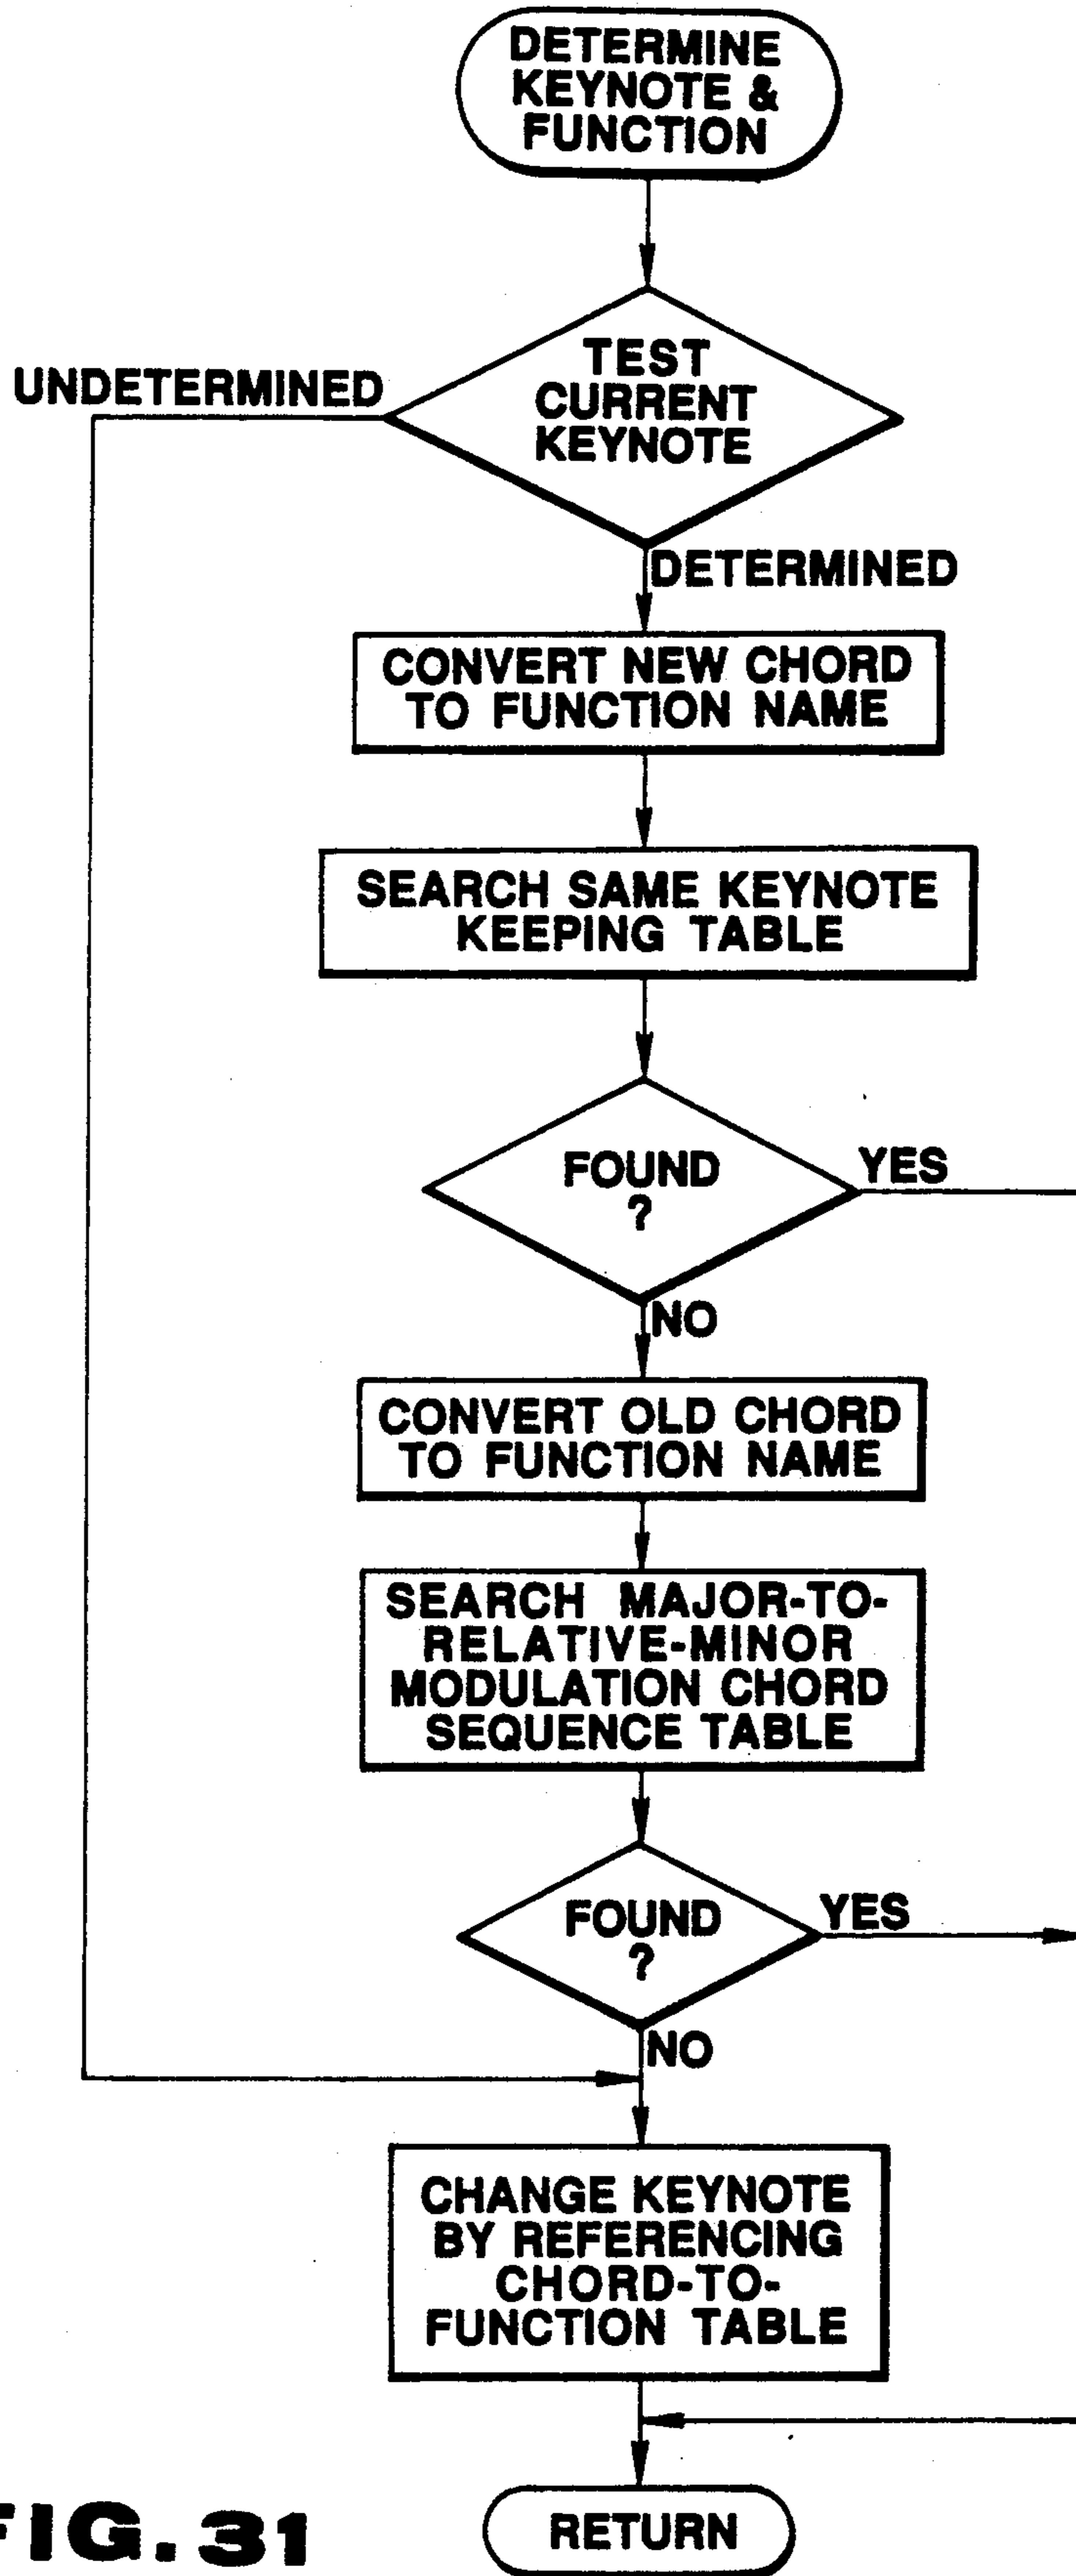 DETERMINE
KEYNOTE &
FUNCTION
TEST
CURRENT
KEYNOTE
UNDETERMINED
DETERMINED
CONVERT NEW CHORD
TO FUNCTION NAME
SEARCH SAME KEYNOTE
KEEPING TABLE
FOUND
?
YES
NO
CONVERT OLD CHORD
TO FUNCTION NAME
SEARCH MAJOR-TO-
RELATIVE-MINOR
MODULATION CHORD
SEQUENCE TABLE
FOUND
?
YES
NO
CHANGE KEYNOTE
BY REFERENCING
CHORD-TO-
FUNCTION TABLE
RETURN
FIG. 31